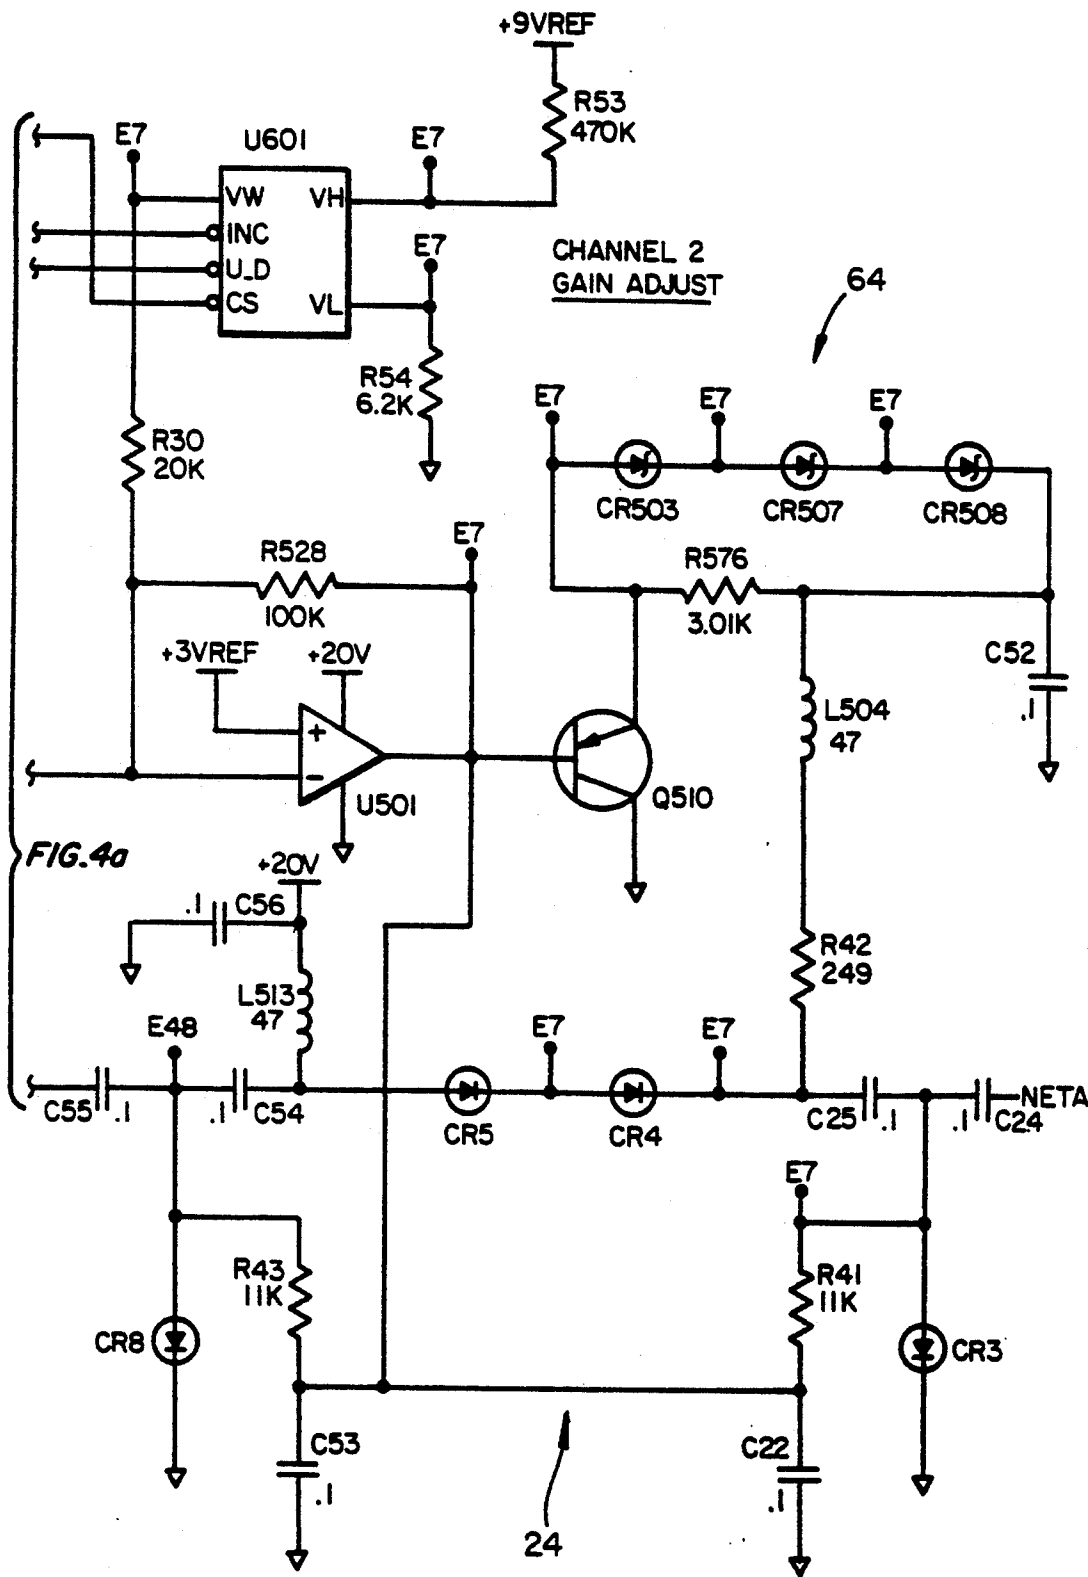 +9VREF
R53
470K
E7
U601
E7
VW VH
INC
U_D
CS VL
E7
CHANNEL 2
GAIN ADJUST
64
R54
6.2K
E7
E7
E7
R30
20K
CR503
CR507
CR508
E7
R528
100K
R576
3.01K
+3VREF
+20V
C52
.1
L504
47
+
-
U501
Q510
FIG.4a
+20V
.1 C56
R42
249
L513
47
E48
E7
E7
C55 .1
.1 C54
CR5
CR4
C25 .1
.1 C24
NETA
E7
R43
11K
R41
11K
CR8
CR3
C53
.1
C22
.1
24